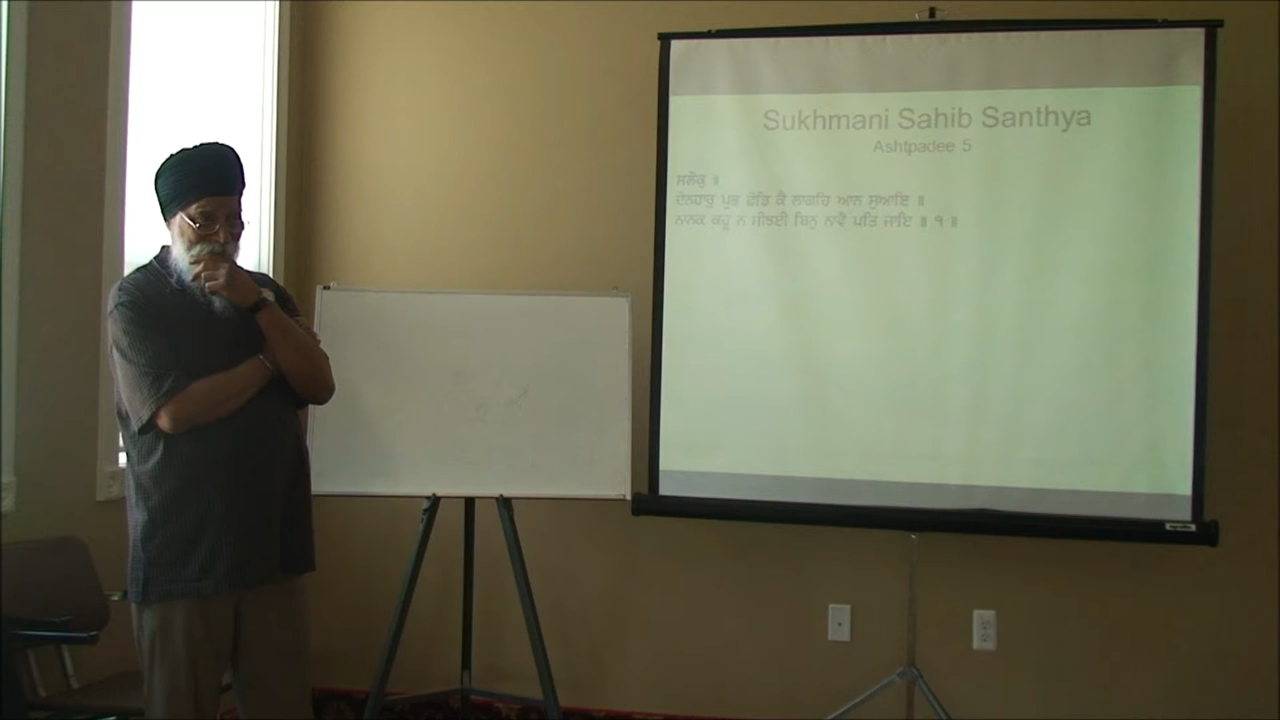 Sukhmani Sahib Santhya
Ashtpadee 5
ਸਲੋਕੁ ॥
ਦੇਨਹਾਰੁ ਪ੍ਰਭ ਛੋਡਿ ਕੈ ਲਾਗਹਿ ਆਨ ਸੁਆਇ ॥
ਨਾਨਕ ਕਹੂ ਨ ਸੀਝਈ ਬਿਨੁ ਨਾਵੈ ਪਤਿ ਜਾਇ ॥ ੧ ॥